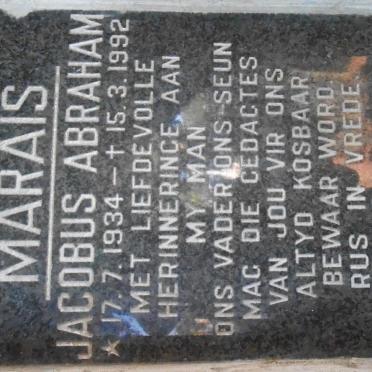 MARAIS
JACOBUS ABRAHAM
★ 17.7.1934 – † 15.3.1992
MET LIEFDEVOLLE
HERINNERINGE AAN
MY MAN
ONS VADER, ONS SEUN
MAG DIE GEDAGTES
VAN JOU VIR ONS
ALTYD KOSBAAR
BEWAAR WORD.
RUS IN VREDE.